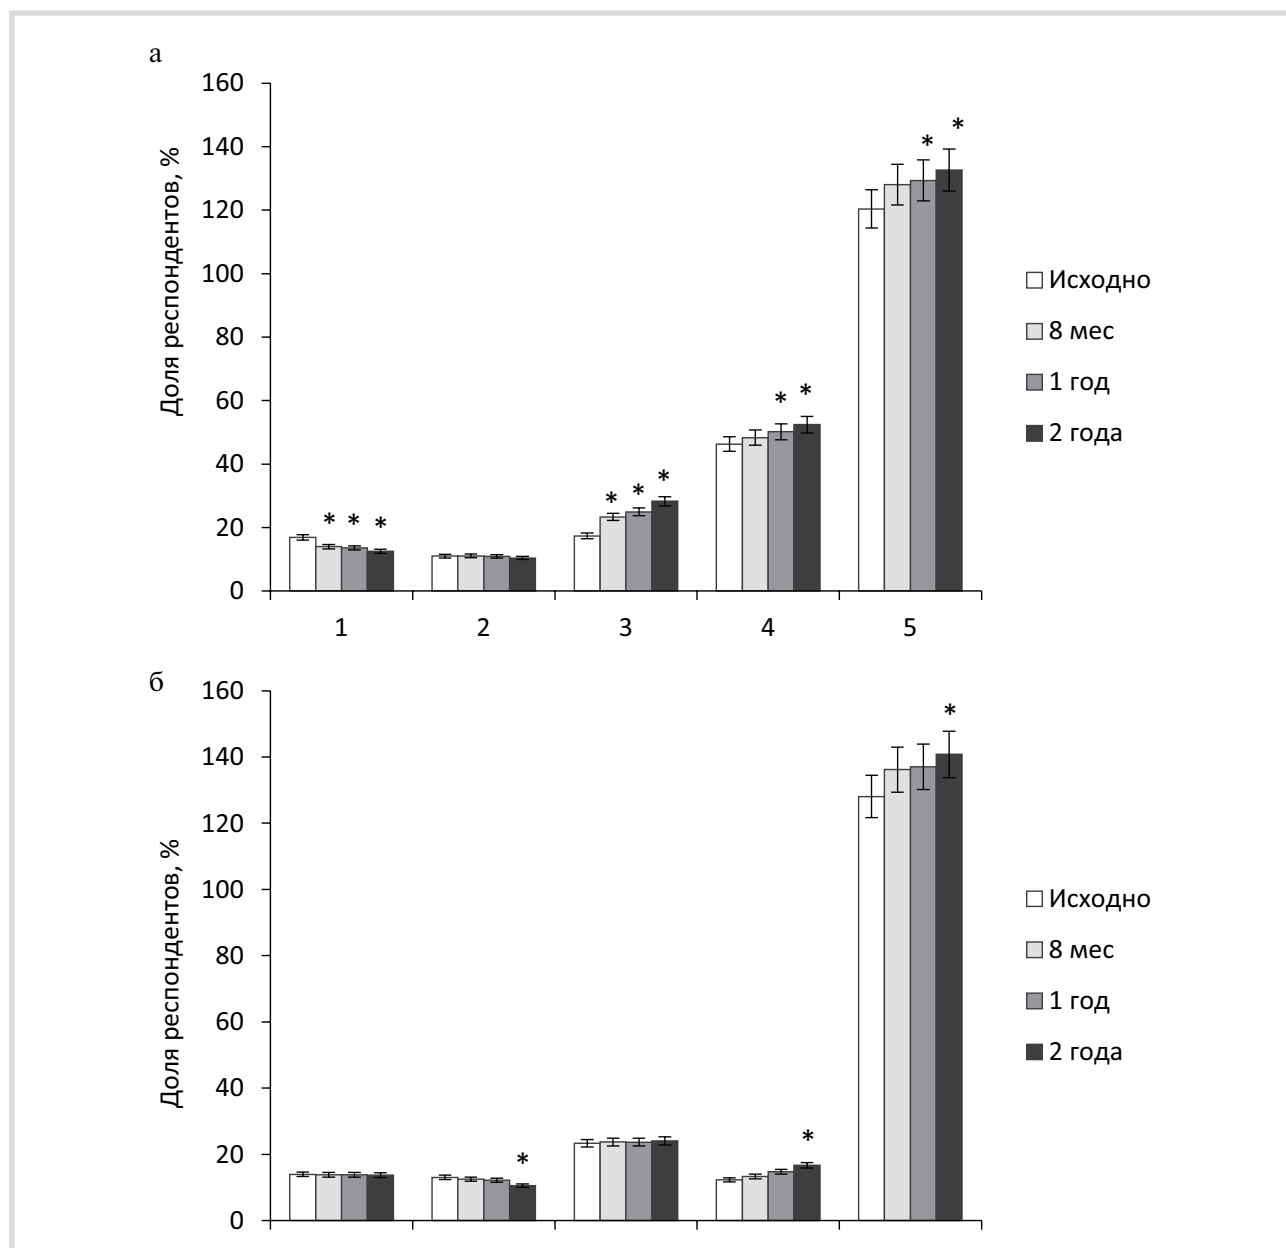 а
160
140
120
100
80
60
40
20
0
Доля респондентов, %
* * *
* * *
* *
* *
1 2 3 4 5
Исходно
8 мес
1 год
2 года
б
160
140
120
100
80
60
40
20
0
Доля респондентов, %
*
*
*
Исходно
8 мес
1 год
2 года